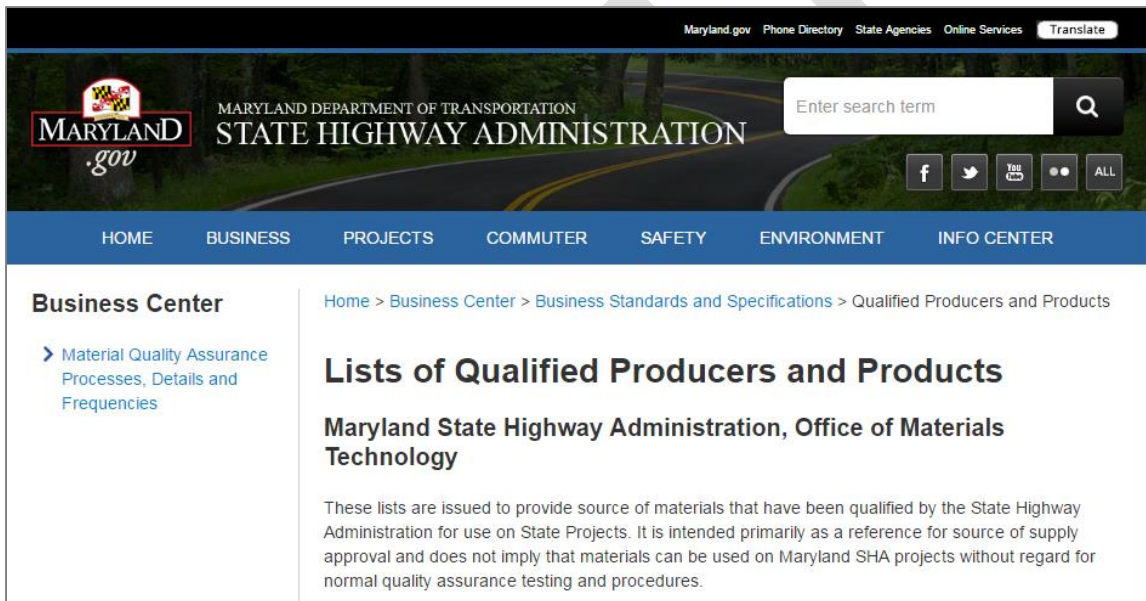 Maryland.gov Phone Directory State Agencies Online Services Translate
MARYLAND
.gov
MARYLAND DEPARTMENT OF TRANSPORTATION
STATE HIGHWAY ADMINISTRATION
Enter search term
f You Tube ALL
HOME BUSINESS PROJECTS COMMUTER SAFETY ENVIRONMENT INFO CENTER
Business Center
Material Quality Assurance
Processes, Details and
Frequencies
Home > Business Center > Business Standards and Specifications > Qualified Producers and Products
Lists of Qualified Producers and Products
Maryland State Highway Administration, Office of Materials
Technology
These lists are issued to provide source of materials that have been qualified by the State Highway
Administration for use on State Projects. It is intended primarily as a reference for source of supply
approval and does not imply that materials can be used on Maryland SHA projects without regard for
normal quality assurance testing and procedures.